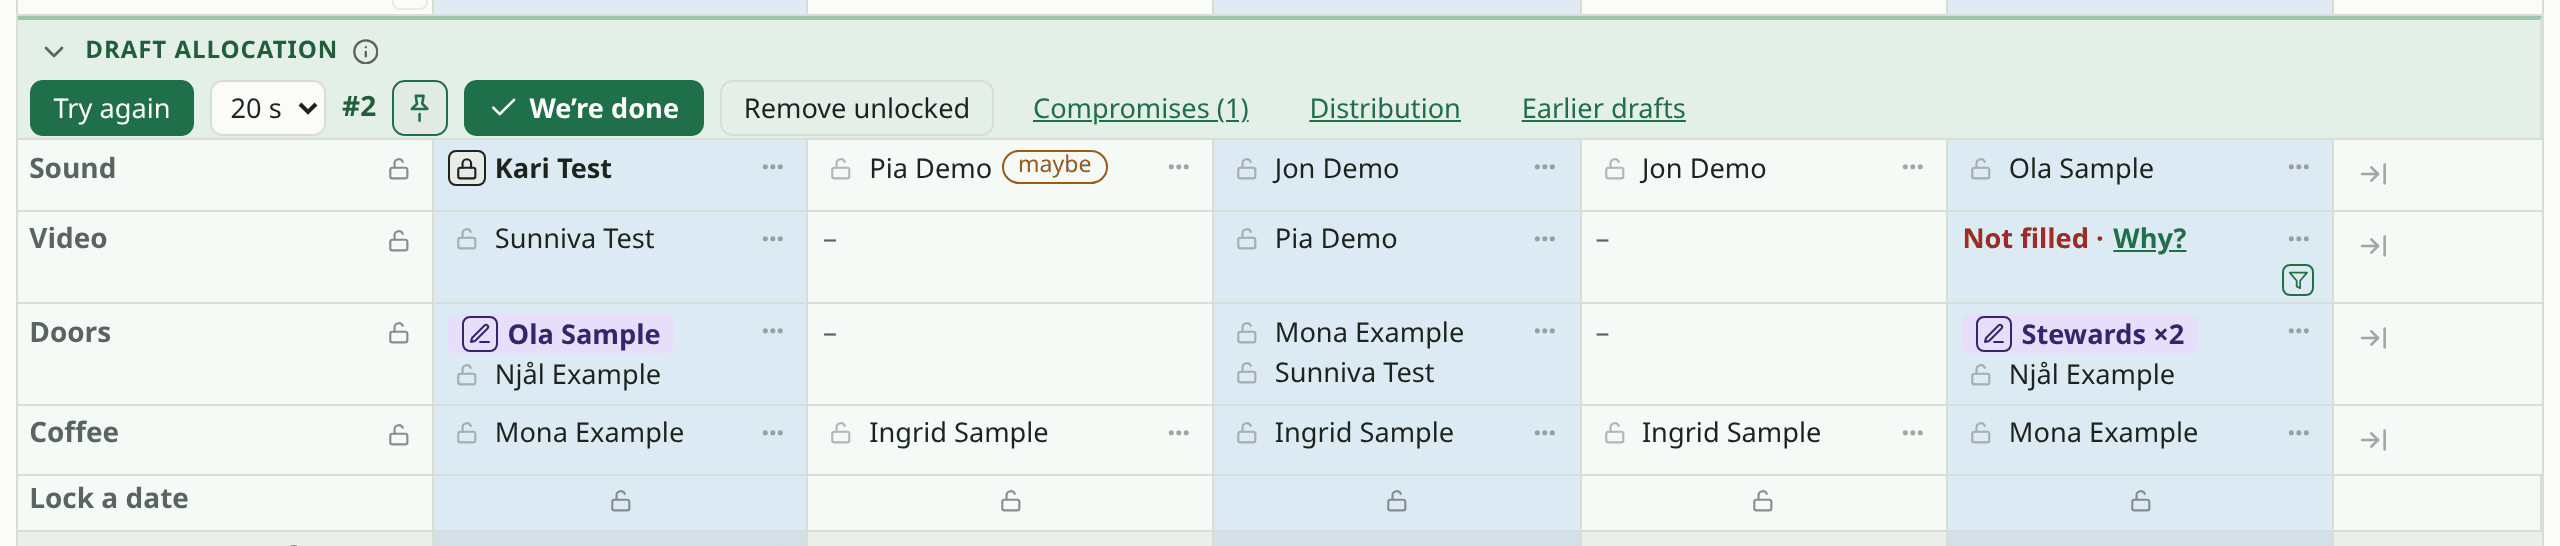 DRAFT ALLOCATION
Try again 20 s #2 We’re done Remove unlocked Compromises (1) Distribution Earlier drafts
Sound Kari Test Pia Demo maybe Jon Demo Jon Demo Ola Sample
Video Sunniva Test – Pia Demo – Not filled · Why?
Doors Ola Sample – Mona Example – Stewards ×2
Njål Example Sunniva Test Njål Example
Coffee Mona Example Ingrid Sample Ingrid Sample Ingrid Sample Mona Example
Lock a date